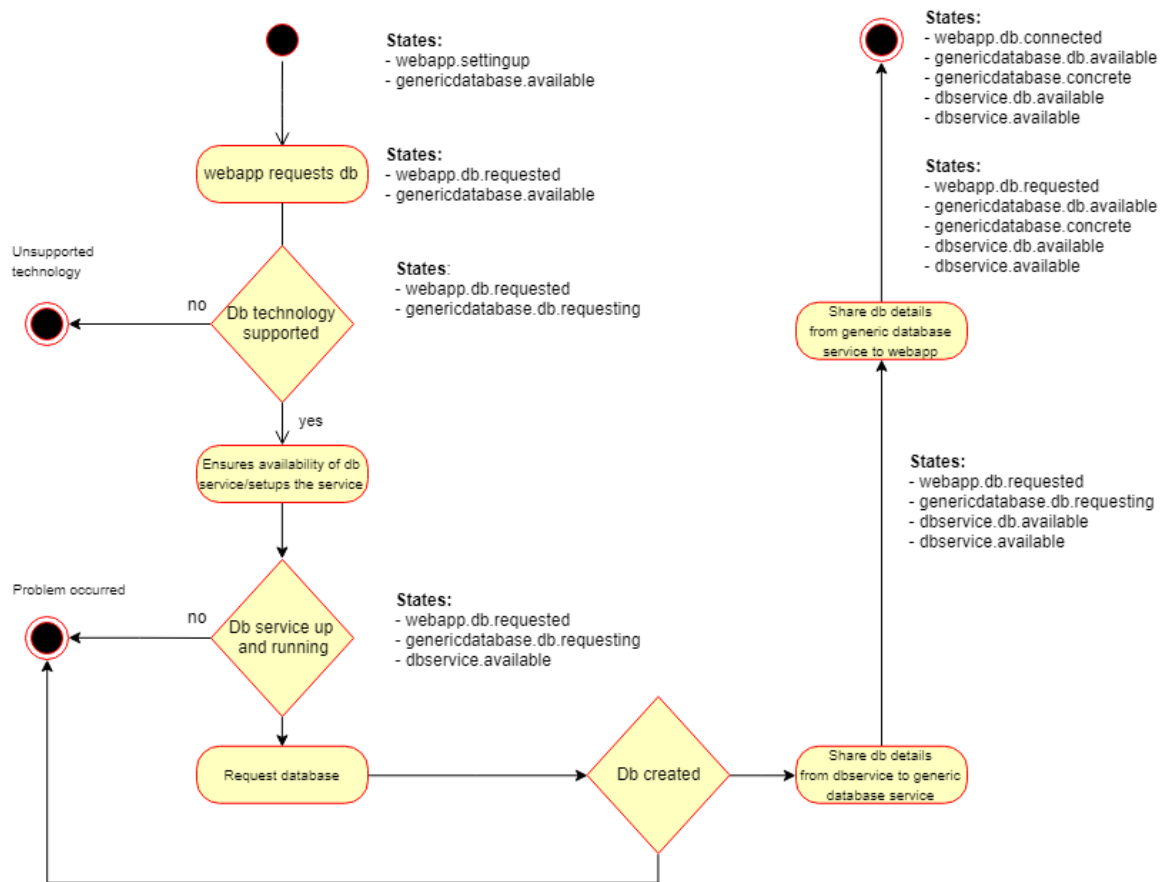 States:
- webapp.settingup
- genericdatabase.available
webapp requests db
States:
- webapp.db.requested
- genericdatabase.available
Unsupported
technology
no
Db technology
supported
States:
- webapp.db.requested
- genericdatabase.db.requesting
yes
Ensures availability of db
service/setups the service
Problem occurred
no
Db service up
and running
States:
- webapp.db.requested
- genericdatabase.db.requesting
- dbservice.available
Request database
Db created
Share db details
from dbservice to generic
database service
States:
- webapp.db.requested
- genericdatabase.db.requesting
- dbservice.db.available
- dbservice.available
Share db details
from generic database
service to webapp
States:
- webapp.db.requested
- genericdatabase.db.available
- genericdatabase.concrete
- dbservice.db.available
- dbservice.available
States:
- webapp.db.connected
- genericdatabase.db.available
- genericdatabase.concrete
- dbservice.db.available
- dbservice.available